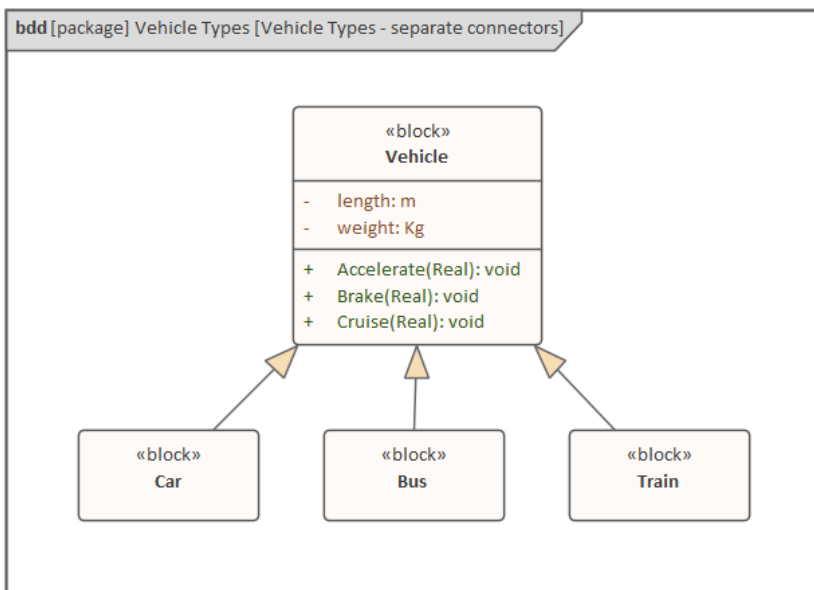 bdd [package] Vehicle Types [Vehicle Types - separate connectors]
«block»
Vehicle
- length: m
- weight: Kg
+ Accelerate(Real): void
+ Brake(Real): void
+ Cruise(Real): void
«block»
Car
«block»
Bus
«block»
Train